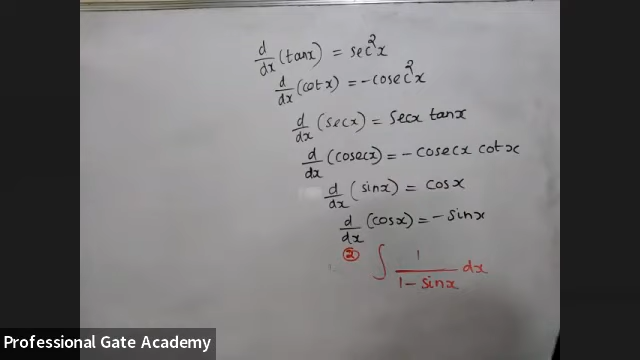 d/dx (tanx) = sec²x
d/dx (cotx) = -cosec²x
d/dx (secx) = secx tanx
d/dx (cosecx) = -cosecx cotx
d/dx (sinx) = cosx
d/dx (cosx) = -sinx
② ∫ 1/(1-sinx) dx
Professional Gate Academy